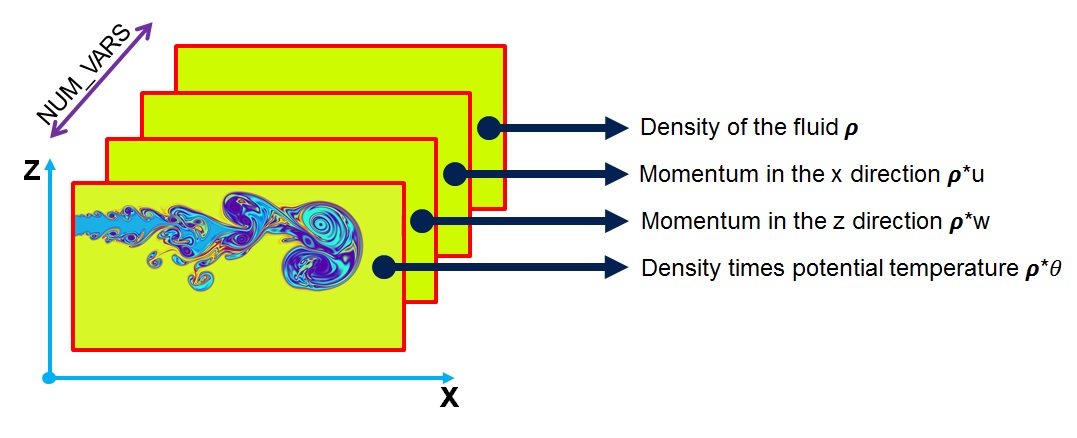 NUM_VARS
Z
Density of the fluid ρ
Momentum in the x direction ρ*u
Momentum in the z direction ρ*w
Density times potential temperature ρ*θ
X